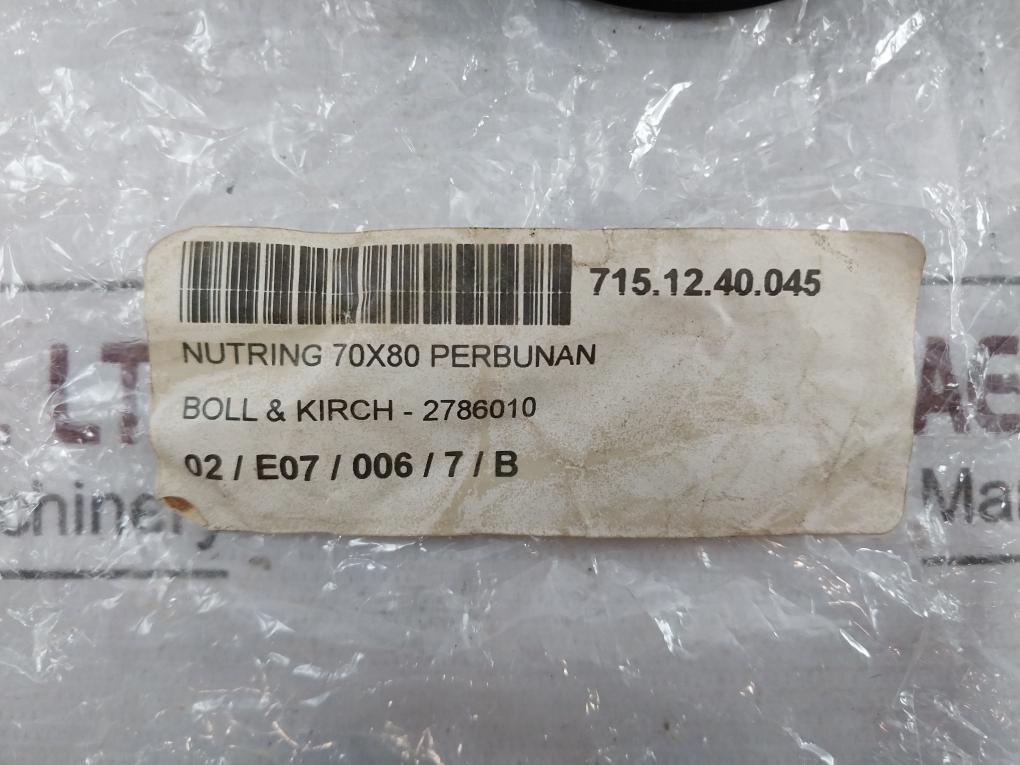 715.12.40.045
NUTRING 70X80 PERBUNAN
BOLL & KIRCH - 2786010
02 / E07 / 006 / 7 / B